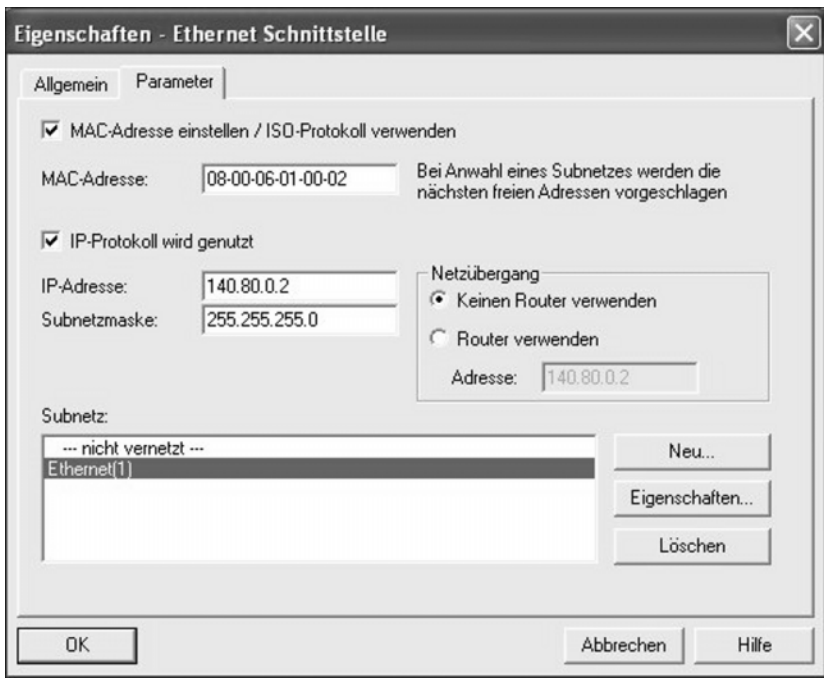 Eigenschaften - Ethernet Schnittstelle
Allgemein
Parameter
MAC-Adresse einstellen / ISO-Protokoll verwenden
MAC-Adresse:
08-00-06-01-00-02
Bei Anwahl eines Subnetzes werden die
nächsten freien Adressen vorgeschlagen
IP-Protokoll wird genutzt
IP-Adresse:
140.80.0.2
Subnetzmaske:
255.255.255.0
Netzübergang
Keinen Router verwenden
Router verwenden
Adresse:
140.80.0.2
Subnetz:
--- nicht vernetzt ---
Ethernet(1)
Neu...
Eigenschaften...
Löschen
OK
Abbrechen
Hilfe